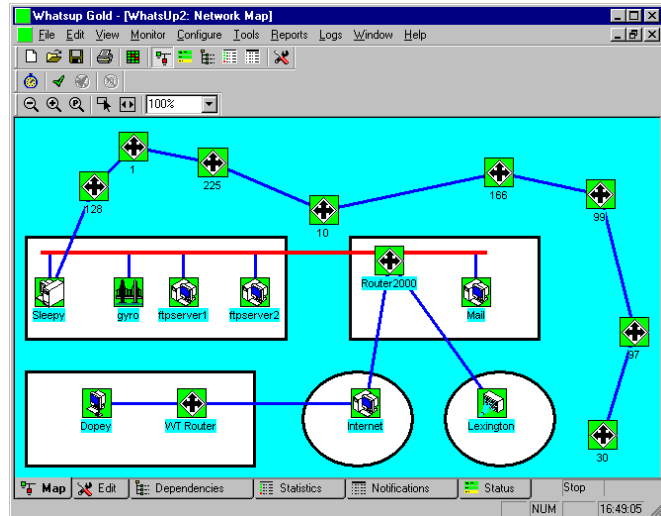 Whatsup Gold - [WhatsUp2: Network Map]
File Edit View Monitor Configure Tools Reports Logs Window Help
100%
1
225
128
10
166
99
Sleepy
gyro
ftpserver1
ftpserver2
Router2000
Mail
97
Dopey
WT Router
Internet
Lexington
30
Map Edit Dependencies Statistics Notifications Status Stop
NUM 16:49:05